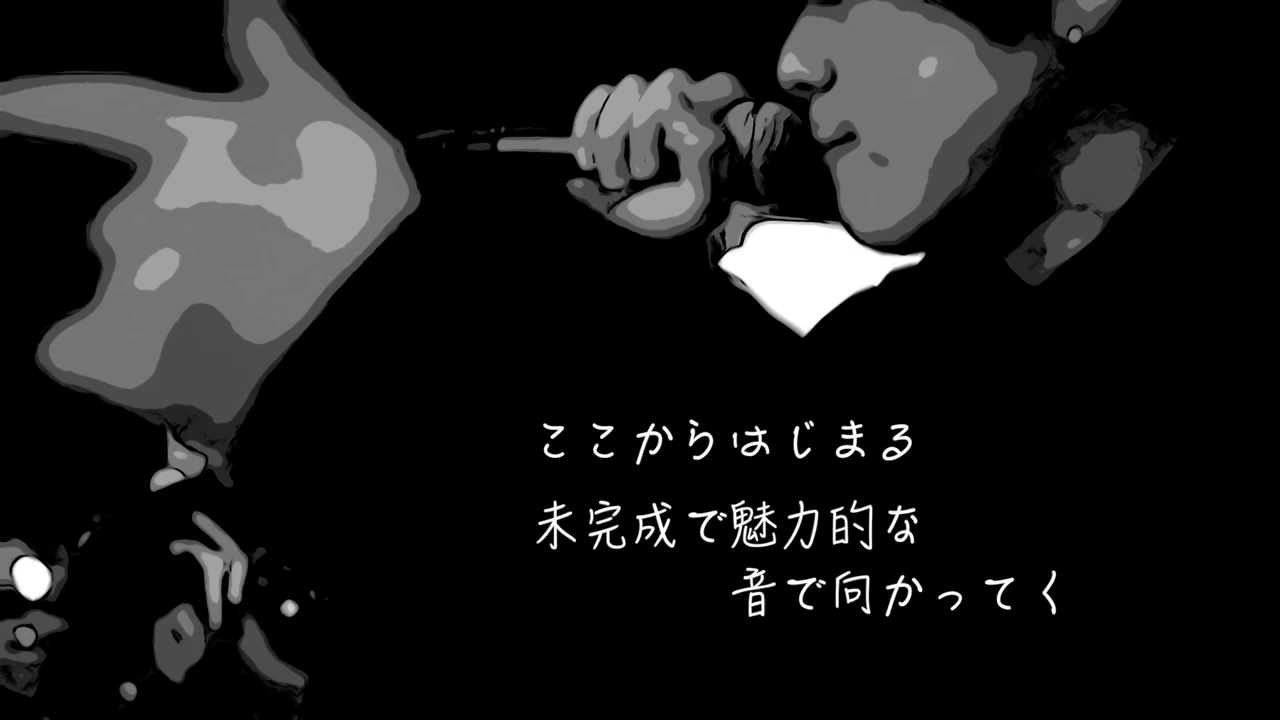 ここからはじまる
未完成で魅力的な
音で向かってく